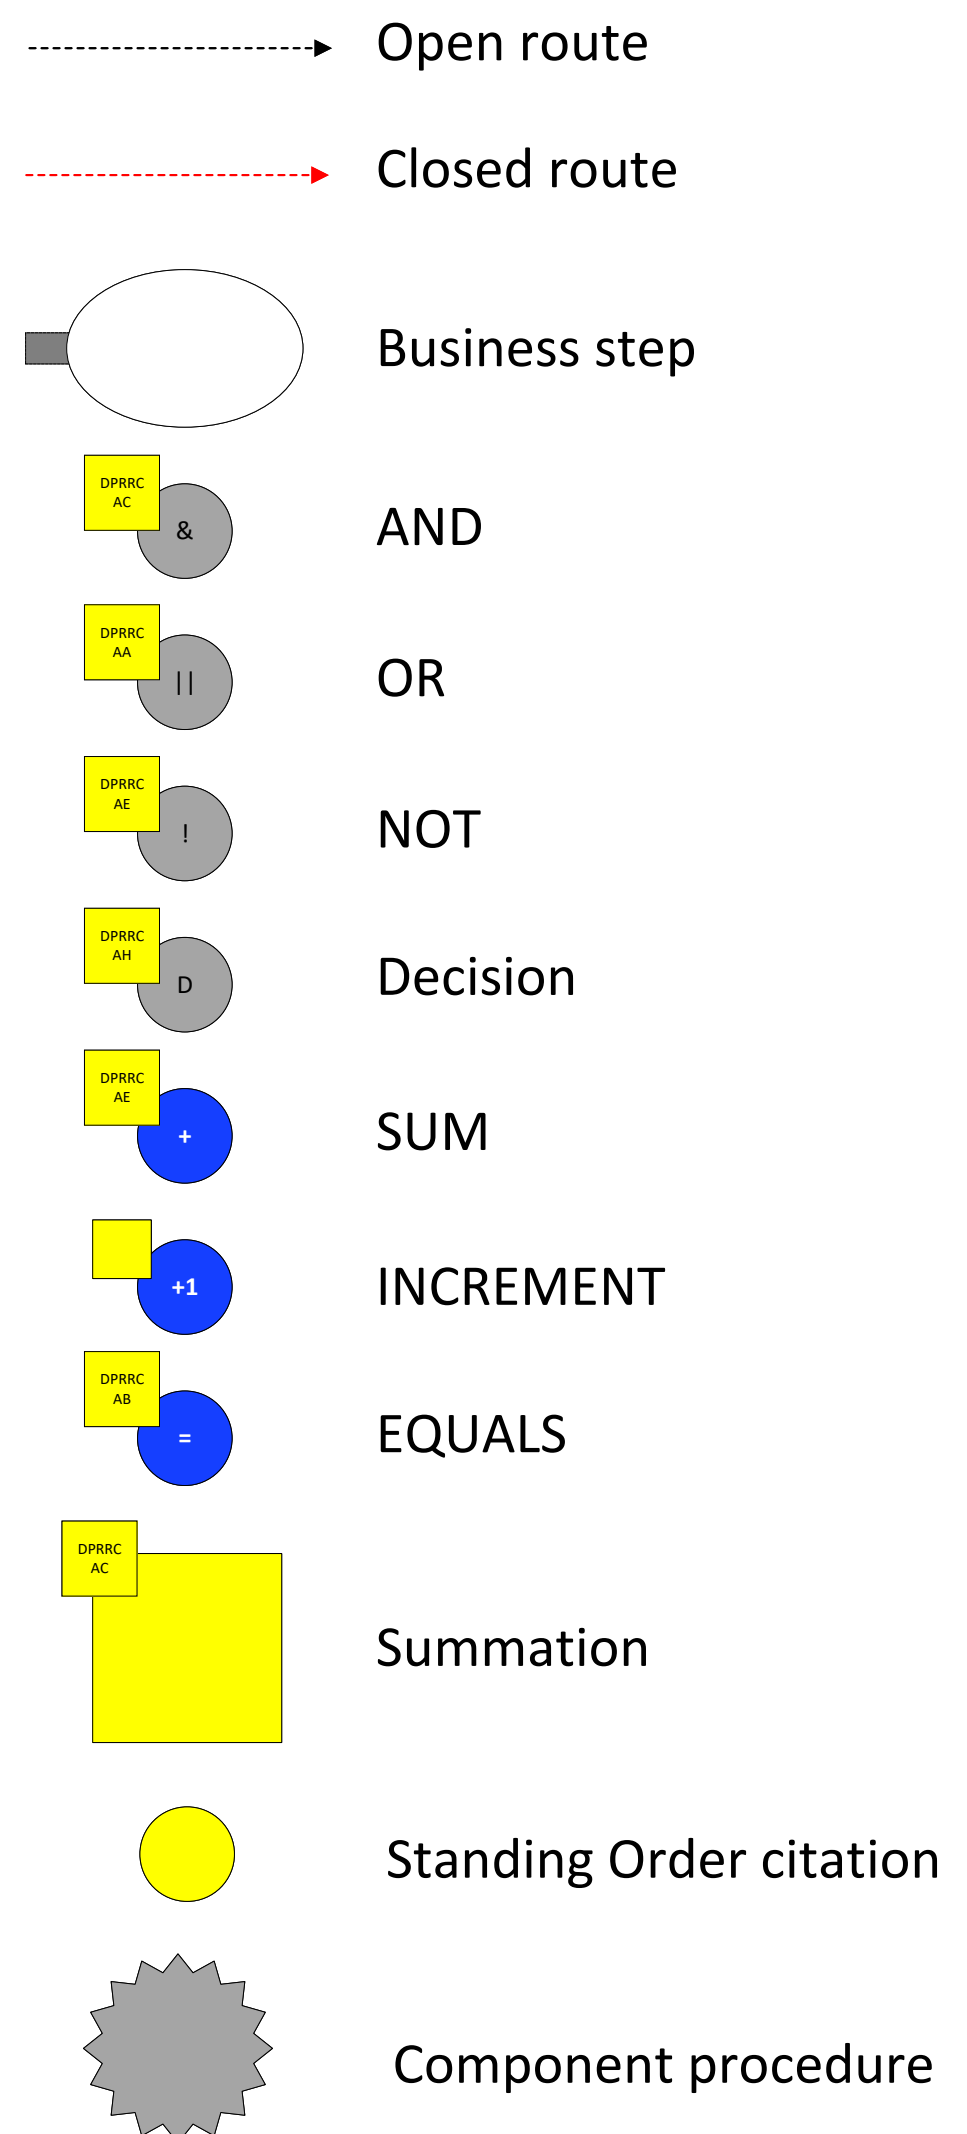 Open route
Closed route
Business step
DPRRC
AC
&
AND
DPRRC
AA
||
OR
DPRRC
AE
!
NOT
DPRRC
AH
D
Decision
DPRRC
AE
+
SUM
+1
INCREMENT
DPRRC
AB
=
EQUALS
DPRRC
AC
Summation
Standing Order citation
Component procedure